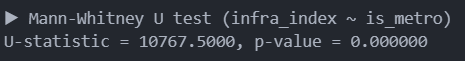 ▶ Mann-Whitney U test (infra_index ~ is_metro)
U-statistic = 10767.5000, p-value = 0.000000